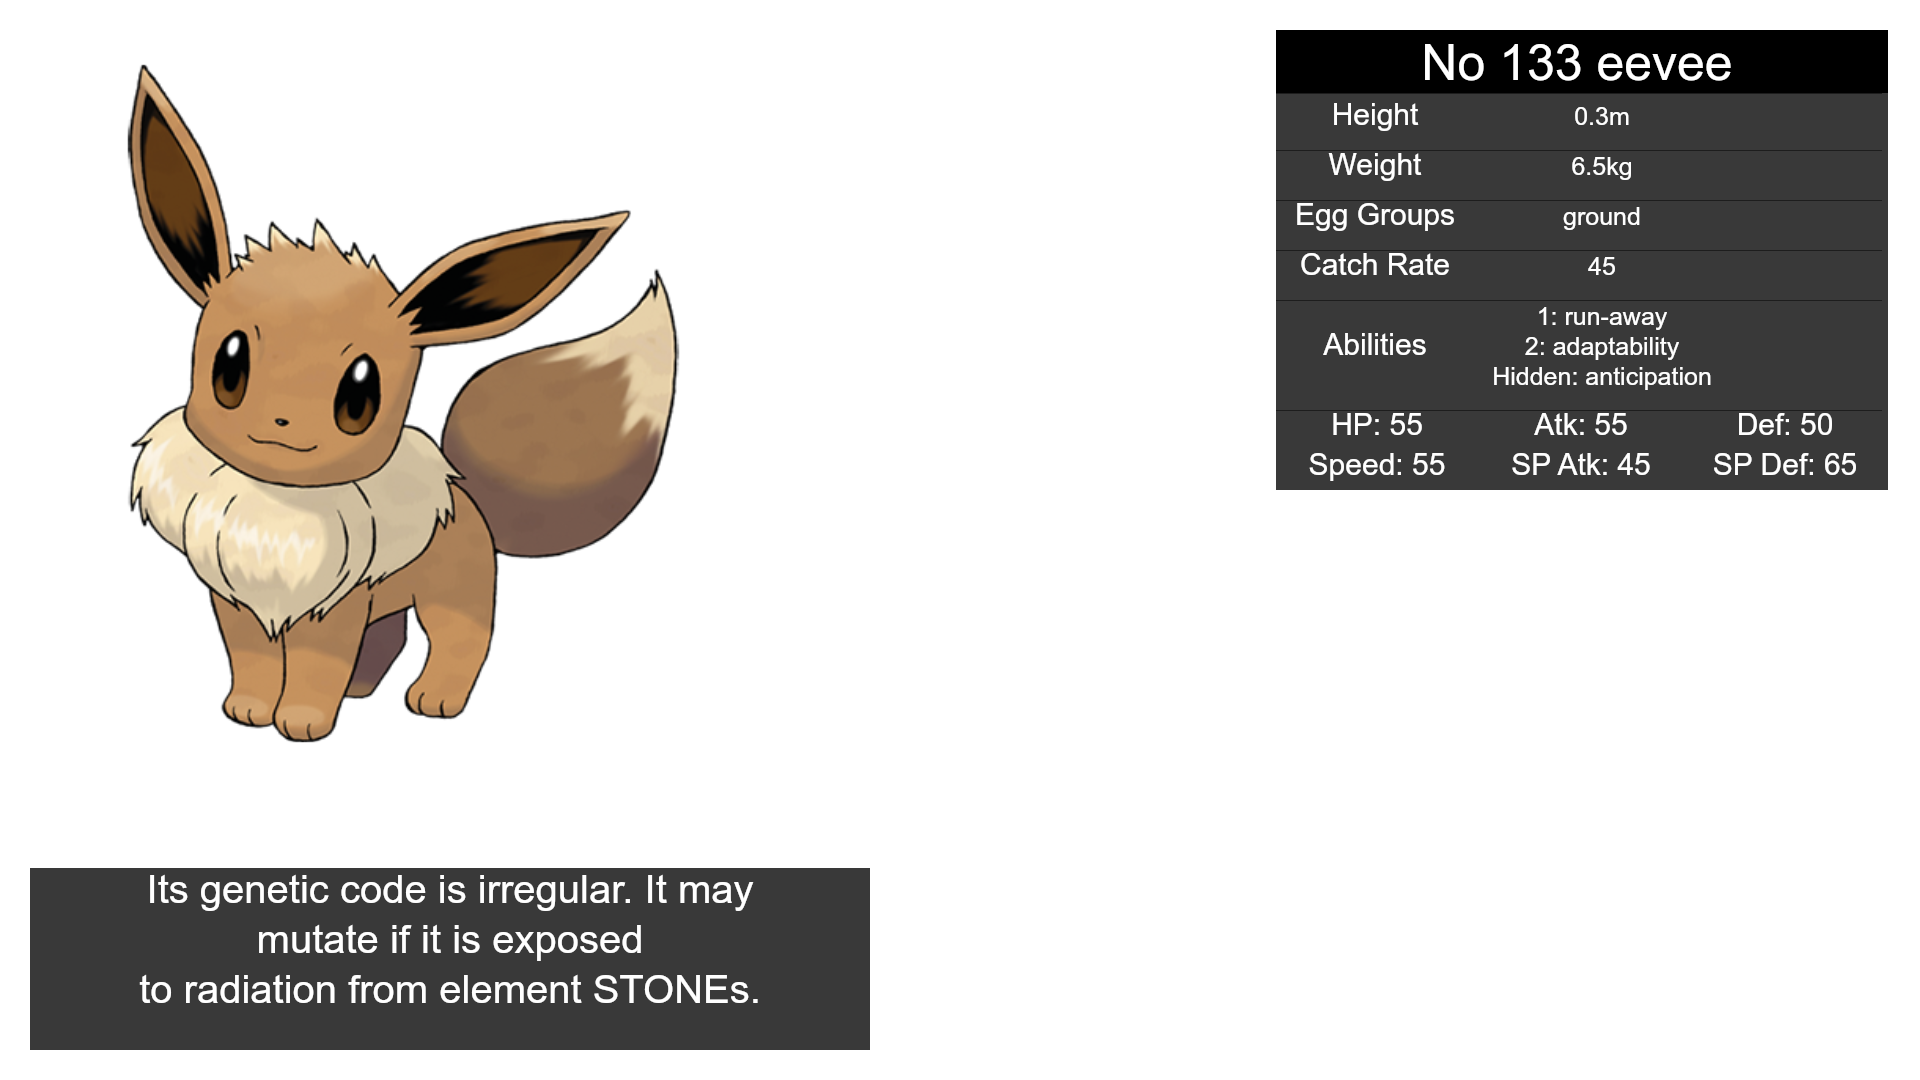 No 133 eevee
Height 0.3m
Weight 6.5kg
Egg Groups ground
Catch Rate 45
Abilities
1: run-away
2: adaptability
Hidden: anticipation
HP: 55 Atk: 55 Def: 50
Speed: 55 SP Atk: 45 SP Def: 65
Its genetic code is irregular. It may
mutate if it is exposed
to radiation from element STONEs.